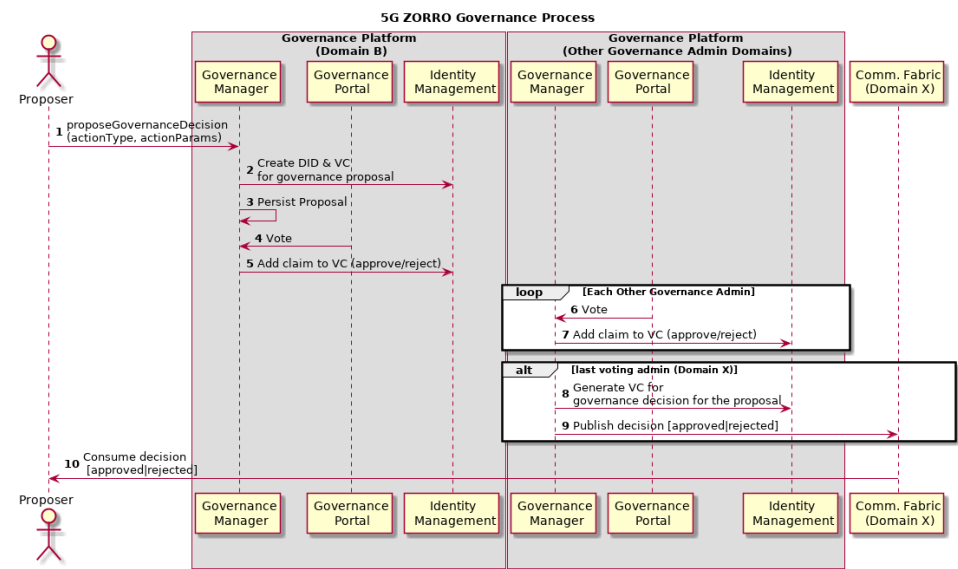 5G ZORRO Governance Process
Governance Platform
(Domain B)
Governance Platform
(Other Governance Admin Domains)
Proposer
Governance
Manager
Governance
Portal
Identity
Management
Governance
Manager
Governance
Portal
Identity
Management
Comm. Fabric
(Domain X)
1 proposeGovernanceDecision
(actionType, actionParams)
2 Create DID & VC
for governance proposal
3 Persist Proposal
4 Vote
5 Add claim to VC (approve/reject)
loop [Each Other Governance Admin]
6 Vote
7 Add claim to VC (approve/reject)
alt [last voting admin (Domain X)]
8 Generate VC for
governance decision for the proposal
9 Publish decision [approved|rejected]
10 Consume decision
[approved|rejected]
Proposer
Governance
Manager
Governance
Portal
Identity
Management
Governance
Manager
Governance
Portal
Identity
Management
Comm. Fabric
(Domain X)